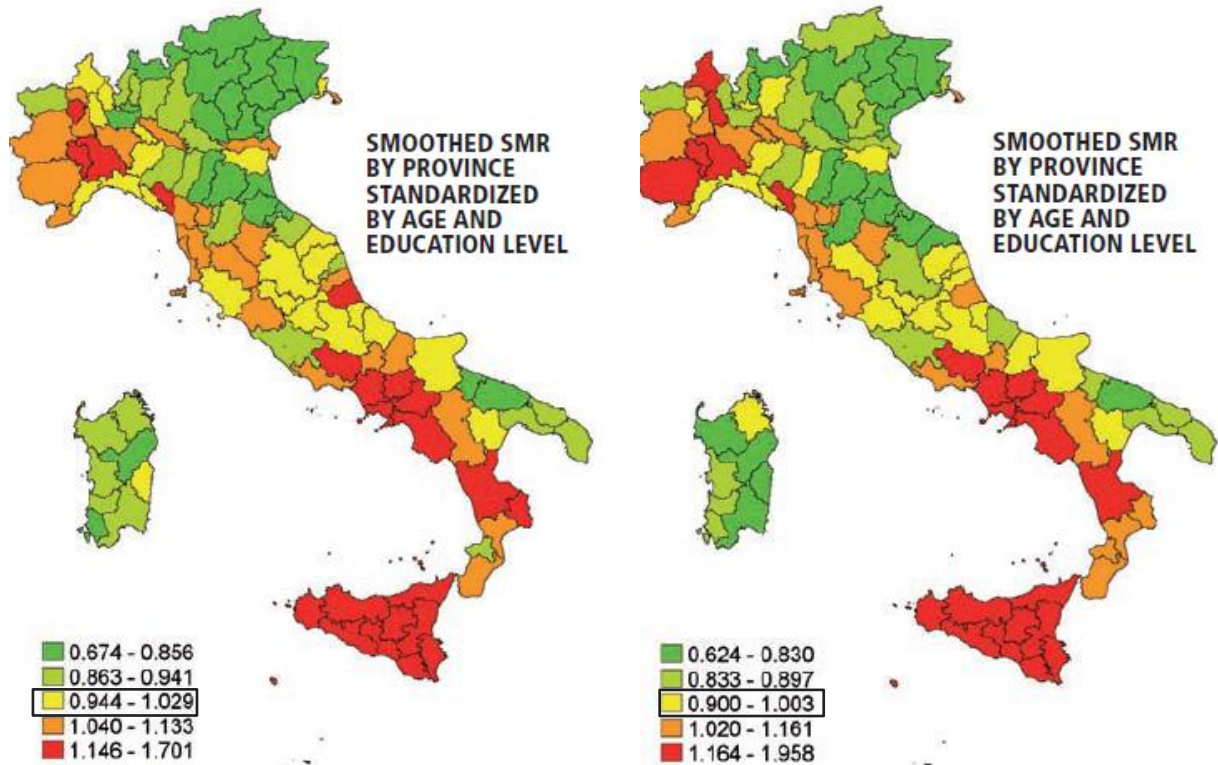 SMOOTHED SMR
BY PROVINCE
STANDARDIZED
BY AGE AND
EDUCATION LEVEL
0.674 - 0.856
0.863 - 0.941
0.944 - 1.029
1.040 - 1.133
1.146 - 1.701
SMOOTHED SMR
BY PROVINCE
STANDARDIZED
BY AGE AND
EDUCATION LEVEL
0.624 - 0.830
0.833 - 0.897
0.900 - 1.003
1.020 - 1.161
1.164 - 1.958